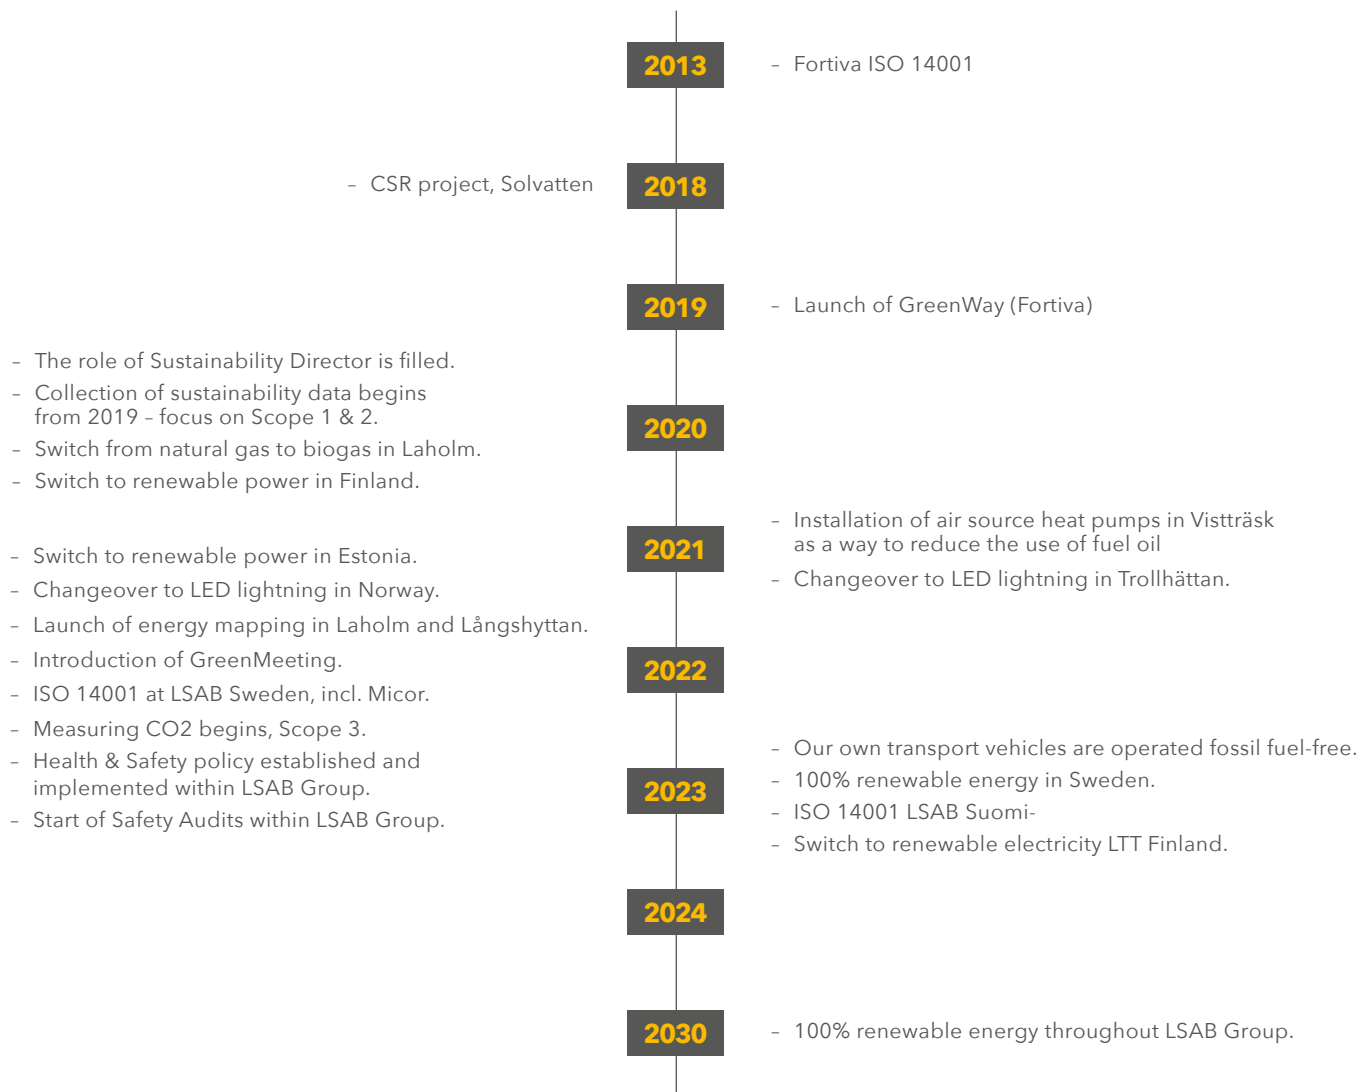 2013
– Fortiva ISO 14001
– CSR project, Solvatten
2018
2019
– Launch of GreenWay (Fortiva)
– The role of Sustainability Director is filled.
– Collection of sustainability data begins
from 2019 – focus on Scope 1 & 2.
– Switch from natural gas to biogas in Laholm.
– Switch to renewable power in Finland.
2020
2021
– Installation of air source heat pumps in Vistträsk
as a way to reduce the use of fuel oil
– Changeover to LED lightning in Trollhättan.
– Switch to renewable power in Estonia.
– Changeover to LED lightning in Norway.
– Launch of energy mapping in Laholm and Långshyttan.
– Introduction of GreenMeeting.
– ISO 14001 at LSAB Sweden, incl. Micor.
– Measuring CO2 begins, Scope 3.
– Health & Safety policy established and
implemented within LSAB Group.
– Start of Safety Audits within LSAB Group.
2022
2023
– Our own transport vehicles are operated fossil fuel-free.
– 100% renewable energy in Sweden.
– ISO 14001 LSAB Suomi-
– Switch to renewable electricity LTT Finland.
2024
2030
– 100% renewable energy throughout LSAB Group.